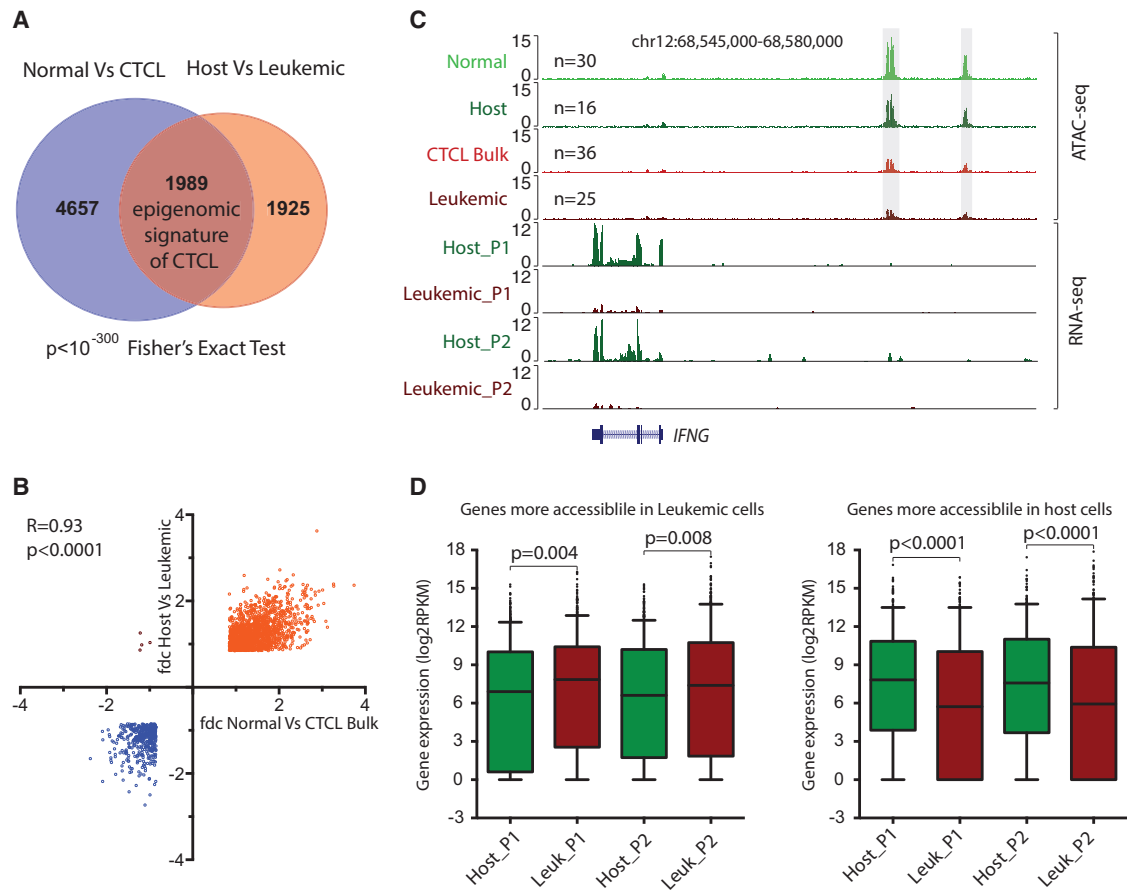 A
Normal Vs CTCL
Host Vs Leukemic
4657
1989
epigenomic
signature
of CTCL
1925
p<10^-300 Fisher's Exact Test
B
R=0.93
p<0.0001
fdc Host Vs Leukemic
fdc Normal Vs CTCL Bulk
4
2
-2
-4
-4
-2
2
4
C
chr12:68,545,000-68,580,000
Normal
15
0
n=30
Host
15
0
n=16
CTCL Bulk
15
0
n=36
Leukemic
15
0
n=25
ATAC-seq
Host_P1
12
0
Leukemic_P1
12
0
Host_P2
12
0
Leukemic_P2
12
0
RNA-seq
IFNG
D
Genes more accessiblile in Leukemic cells
p=0.004
p=0.008
Gene expression (log2RPKM)
18
15
12
9
6
3
0
-3
Host_P1
Leuk_P1
Host_P2
Leuk_P2
Genes more accessiblile in host cells
p<0.0001
p<0.0001
Gene expression (log2RPKM)
18
15
12
9
6
3
0
-3
Host_P1
Leuk_P1
Host_P2
Leuk_P2